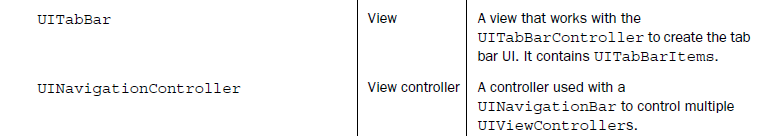 UITabBar View A view that works with the
UITabBarController to create the tab
bar UI. It contains UITabBarItems.
UINavigationController View controller A controller used with a
UINavigationBar to control multiple
UIViewControllers.